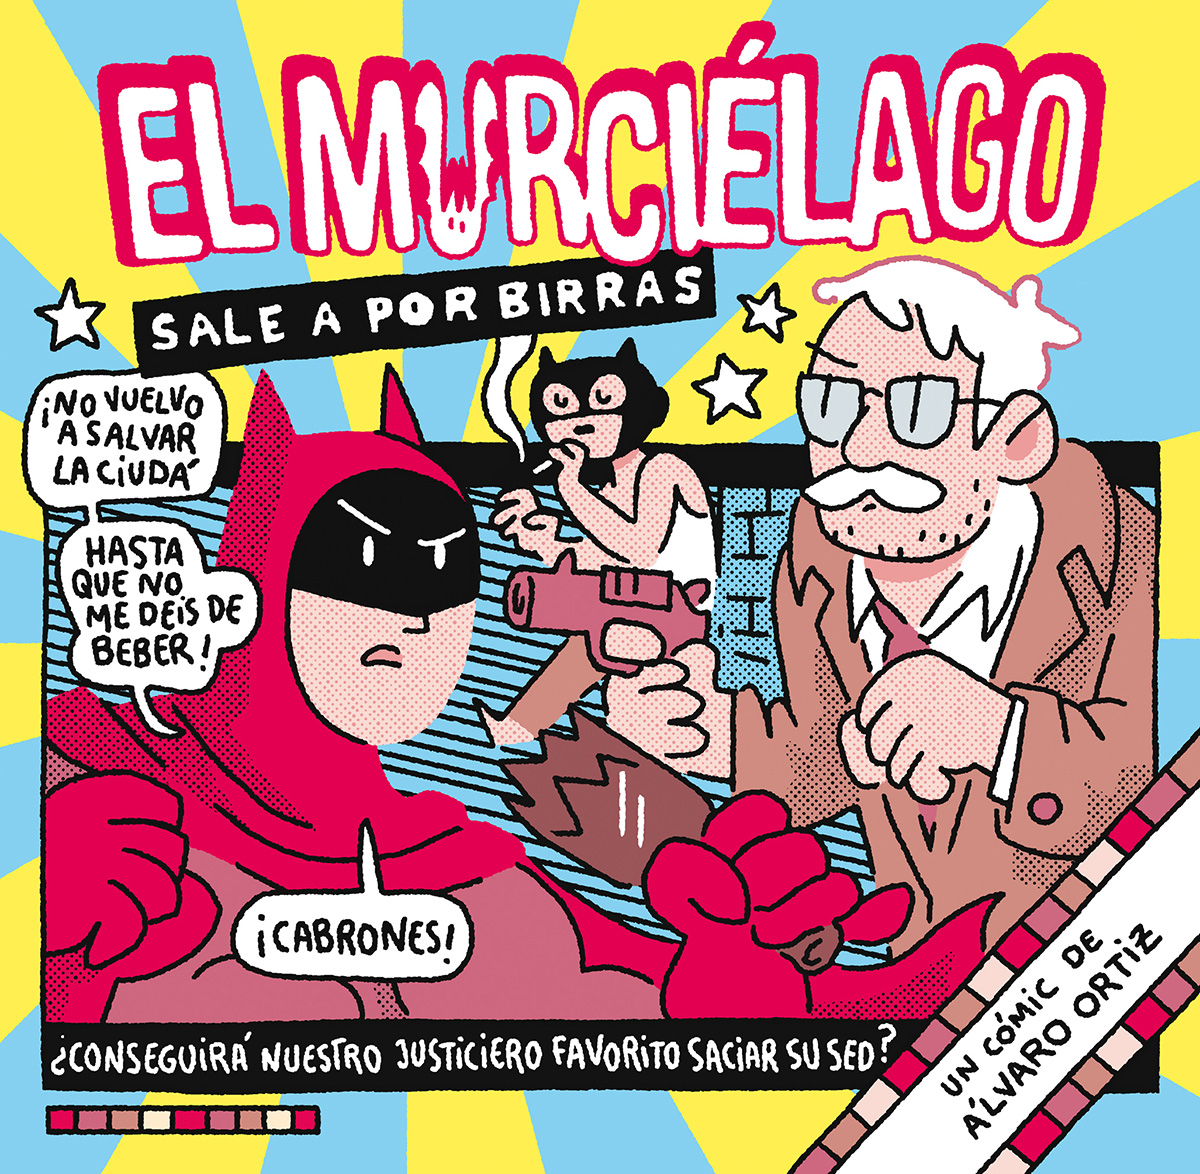 EL MURCIÉLAGO
SALE A POR BIRRAS
¡NO VUELVO
A SALVAR
LA CIUDÁ
HASTA
QUE NO
ME DEIS DE
BEBER!
¡CABRONES!
¿CONSEGUIRÁ NUESTRO JUSTICIERO FAVORITO SACIAR SU SED?
UN CÓMIC DE
ÁLVARO ORTIZ